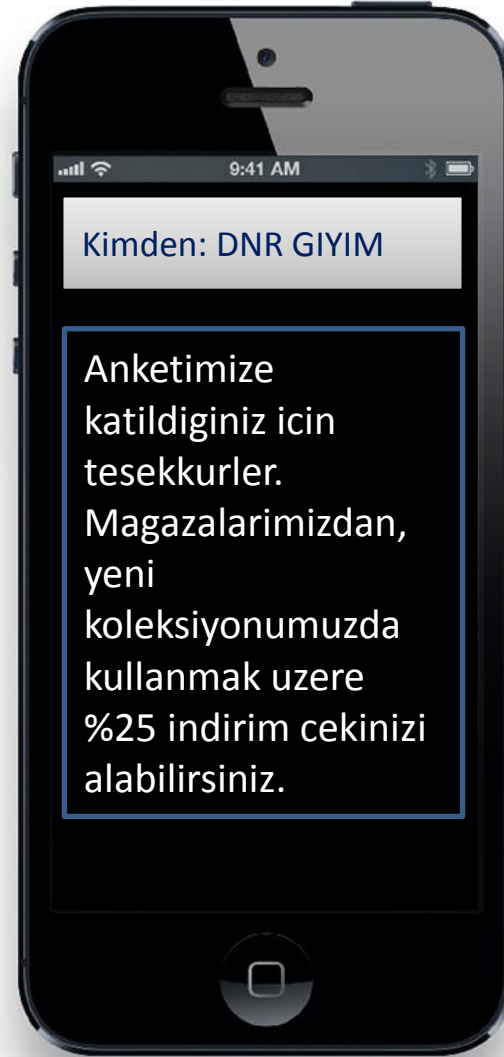 9:41 AM
Kimden: DNR GIYIM
Anketimize
katildiginiz icin
tesekkurler.
Magazalarimizdan,
yeni
koleksiyonumuzda
kullanmak uzere
%25 indirim cekinizi
alabilirsiniz.